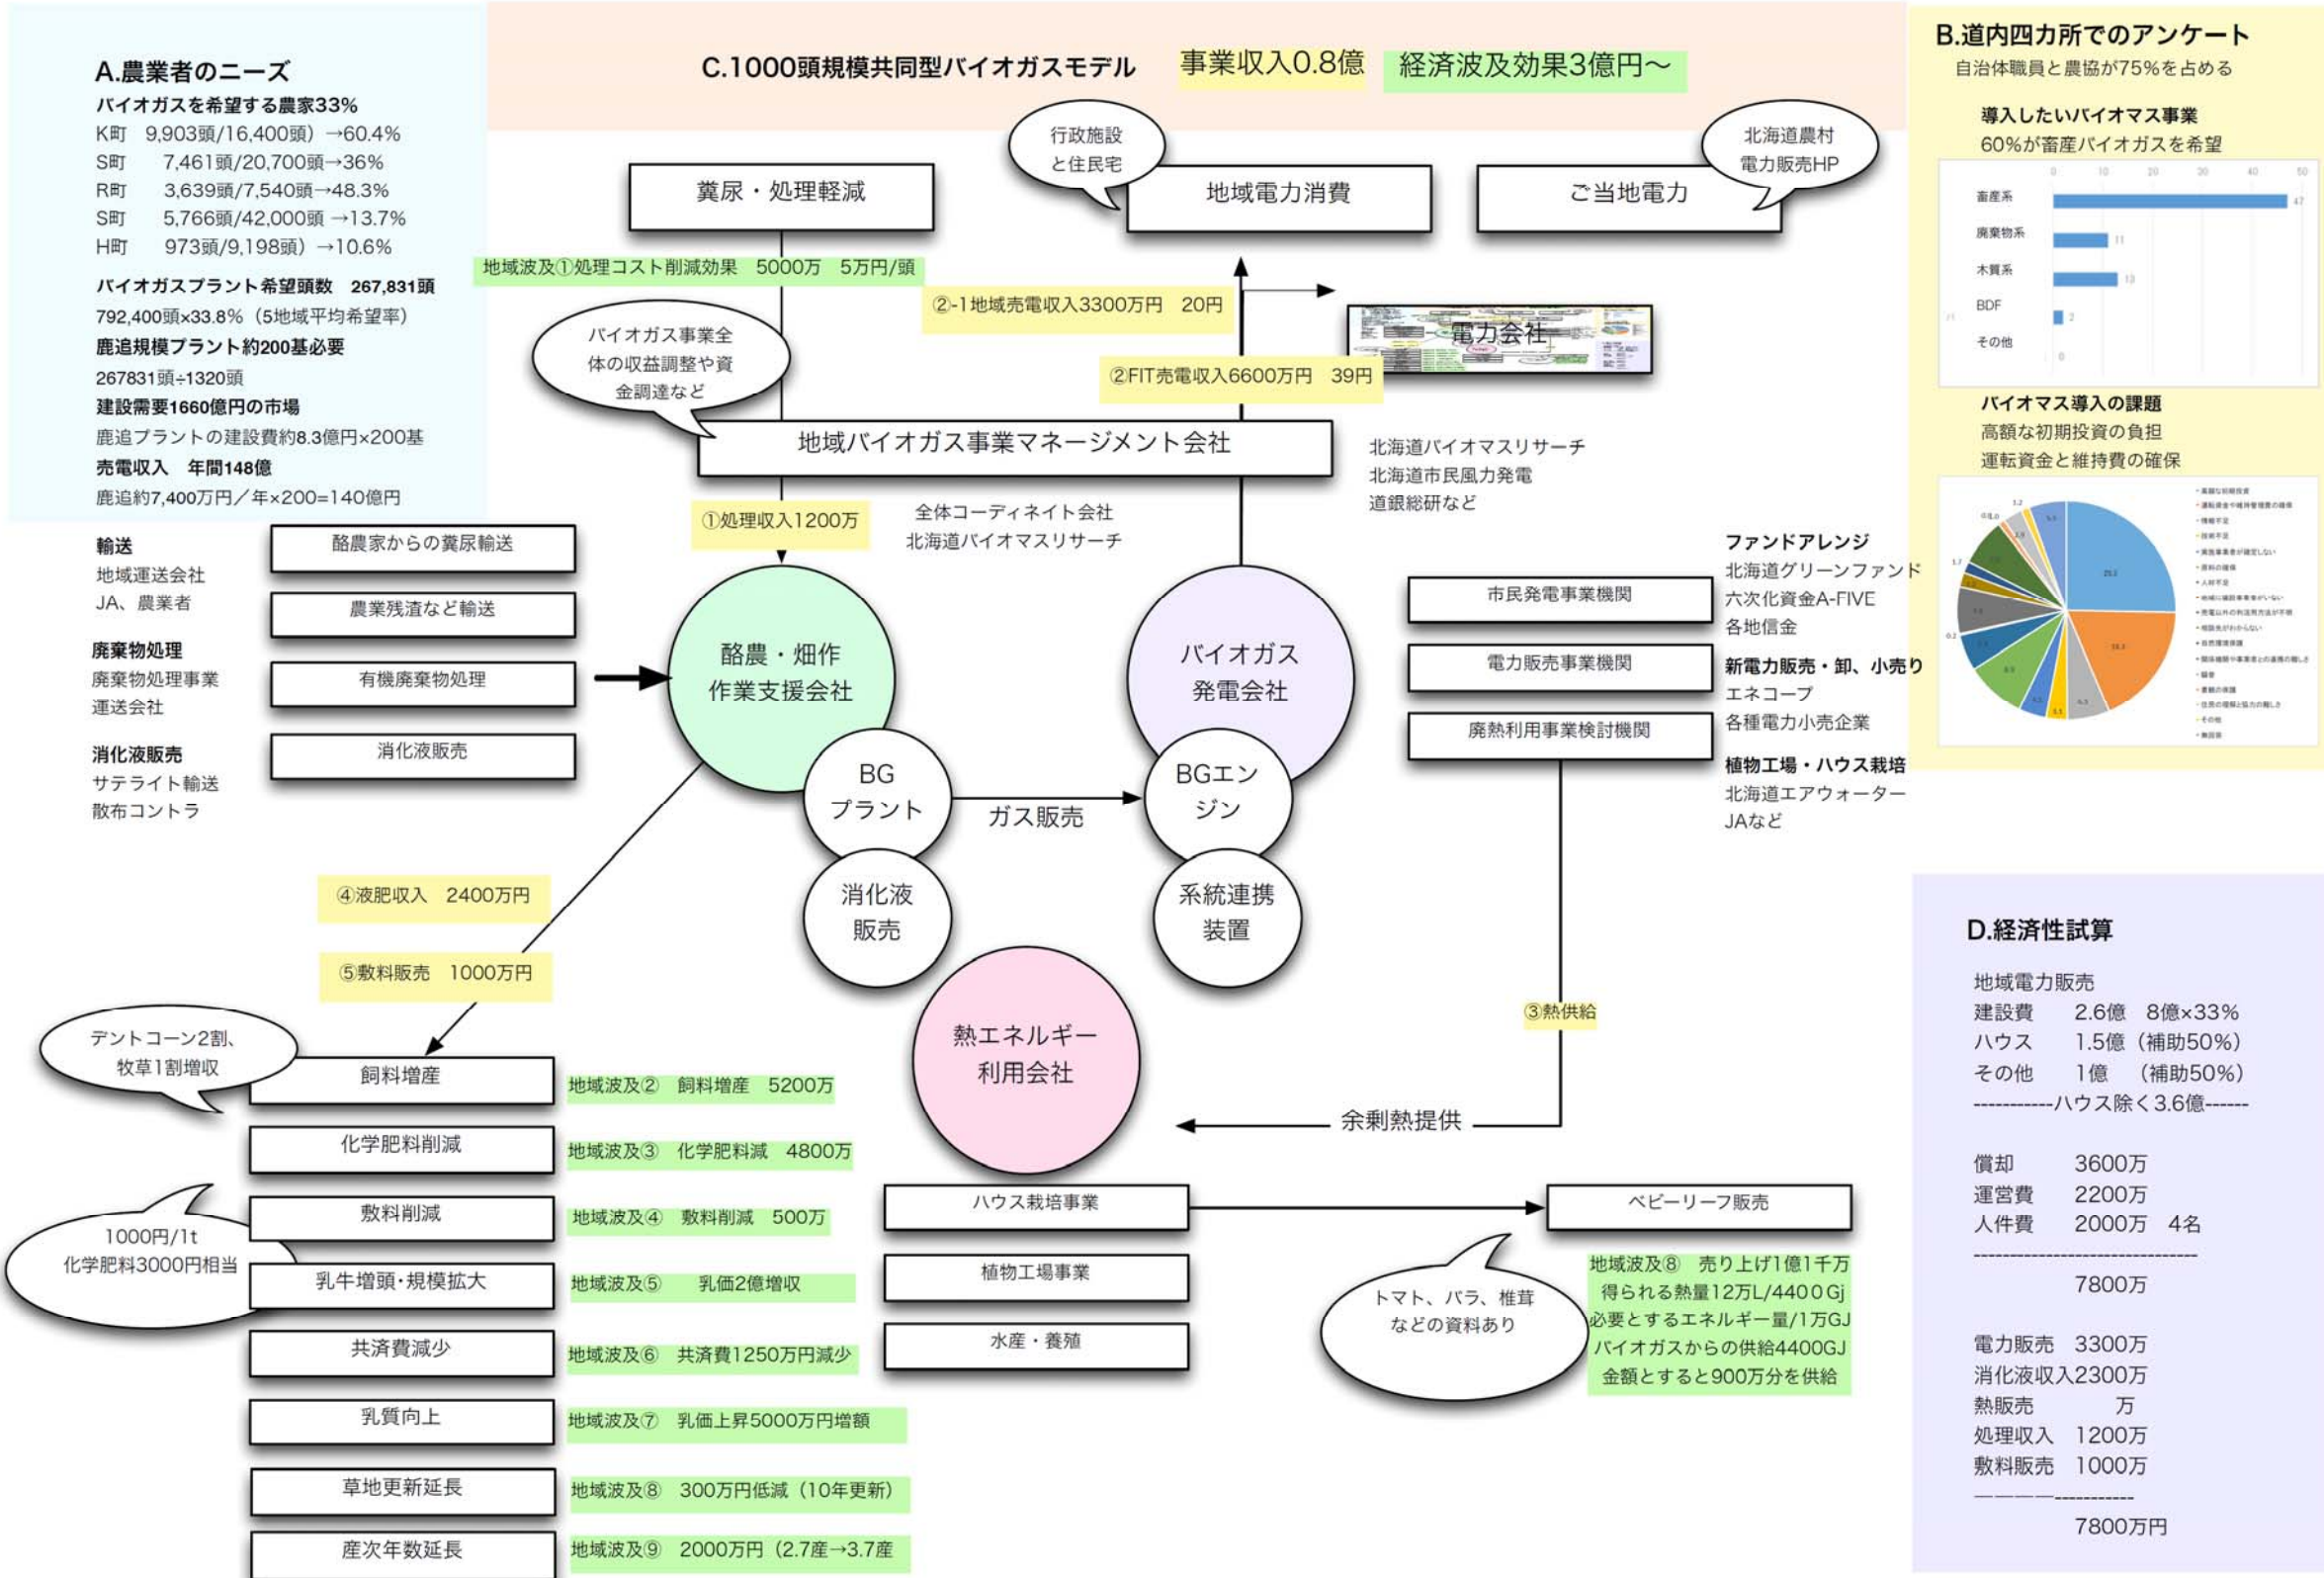 A.農業者のニーズ
バイオガスを希望する農家33%
K町　9,903頭/16,400頭）→60.4%
S町　7,461頭/20,700頭→36%
R町　3,639頭/7,540頭→48.3%
S町　5,766頭/42,000頭 →13.7%
H町　973頭/9,198頭）→10.6%
バイオガスプラント希望頭数　267,831頭
792,400頭×33.8%（5地域平均希望率）
鹿追規模プラント約200基必要
267831頭÷1320頭
建設需要1660億円の市場
鹿追プラントの建設費約8.3億円×200基
売電収入　年間148億
鹿追約7,400万円／年×200=140億円
C.1000頭規模共同型バイオガスモデル　事業収入0.8億　経済波及効果3億円〜
糞尿・処理軽減
行政施設
と住民宅
地域電力消費
ご当地電力
北海道農村
電力販売HP
地域波及①処理コスト削減効果　5000万　5万円/頭
②-1地域売電収入3300万円　20円
バイオガス事業全
体の収益調整や資
金調達など
電力会社
②FIT売電収入6600万円　39円
地域バイオガス事業マネージメント会社
北海道バイオマスリサーチ
北海道市民風力発電
道銀総研など
①処理収入1200万
全体コーディネイト会社
北海道バイオマスリサーチ
輸送
地域運送会社
JA、農業者
廃棄物処理
廃棄物処理事業
運送会社
消化液販売
サテライト輸送
散布コントラ
酪農家からの糞尿輸送
農業残渣など輸送
有機廃棄物処理
消化液販売
酪農・畑作
作業支援会社
BG
プラント
消化液
販売
ガス販売
バイオガス
発電会社
BGエン
ジン
系統連携
装置
市民発電事業機関
電力販売事業機関
廃熱利用事業検討機関
ファンドアレンジ
北海道グリーンファンド
六次化資金A-FIVE
各地信金
新電力販売・卸、小売り
エネコープ
各種電力小売企業
植物工場・ハウス栽培
北海道エアウォーター
JAなど
④液肥収入　2400万円
⑤敷料販売　1000万円
デントコーン2割、
牧草1割増収
飼料増産
地域波及②　飼料増産　5200万
化学肥料削減
地域波及③　化学肥料減　4800万
敷料削減
地域波及④　敷料削減　500万
1000円/1t
化学肥料3000円相当
乳牛増頭・規模拡大
地域波及⑤　乳価2億増収
共済費減少
地域波及⑥　共済費1250万円減少
乳質向上
地域波及⑦　乳価上昇5000万円増額
草地更新延長
地域波及⑧　300万円低減（10年更新）
産次年数延長
地域波及⑨　2000万円（2.7産→3.7産
熱エネルギー
利用会社
③熱供給
余剰熱提供
ハウス栽培事業
植物工場事業
水産・養殖
ベビーリーフ販売
トマト、バラ、椎茸
などの資料あり
地域波及⑧　売り上げ1億1千万
得られる熱量12万L/4400Gj
必要とするエネルギー量/1万GJ
バイオガスからの供給4400GJ
金額とすると900万分を供給
B.道内四カ所でのアンケート
自治体職員と農協が75%を占める
導入したいバイオマス事業
60%が畜産バイオガスを希望
0 10 20 30 40 50
畜産系 47
廃棄物系 11
木質系 13
BDF 2
その他 0
バイオマス導入の課題
高額な初期投資の負担
運転資金と維持費の確保
D.経済性試算
地域電力販売
建設費　2.6億　8億×33%
ハウス　1.5億（補助50%）
その他　1億　（補助50%）
-----------ハウス除く3.6億------
償却　3600万
運営費　2200万
人件費　2000万　4名
-------------------------------
7800万
電力販売　3300万
消化液収入2300万
熱販売　万
処理収入　1200万
敷料販売　1000万
————-----------
7800万円